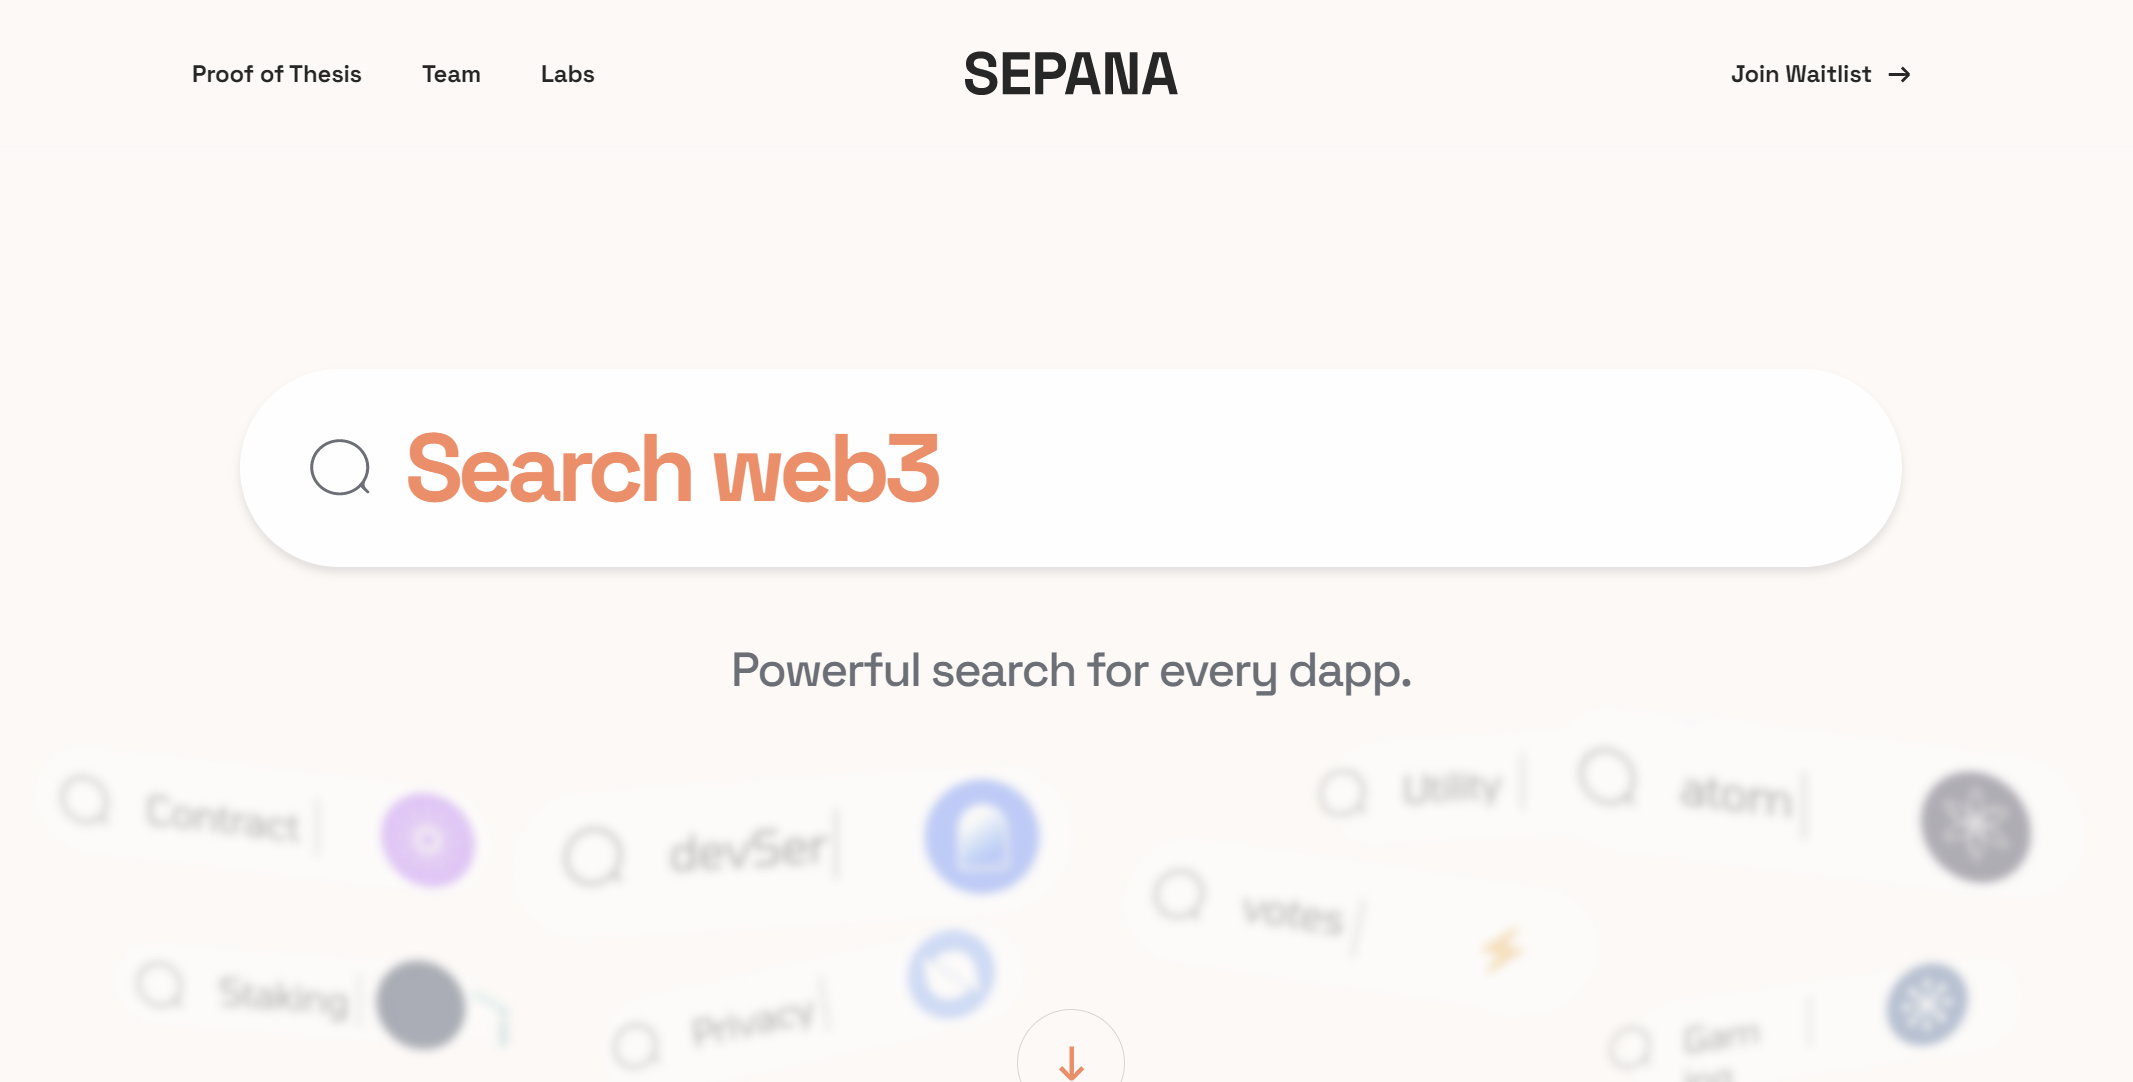 Proof of Thesis
Team
Labs
SEPANA
Join Waitlist →
Search web3
Powerful search for every dapp.
Contract
devSer
Utility
atom
votes
Staking
Privacy
Gam
ing